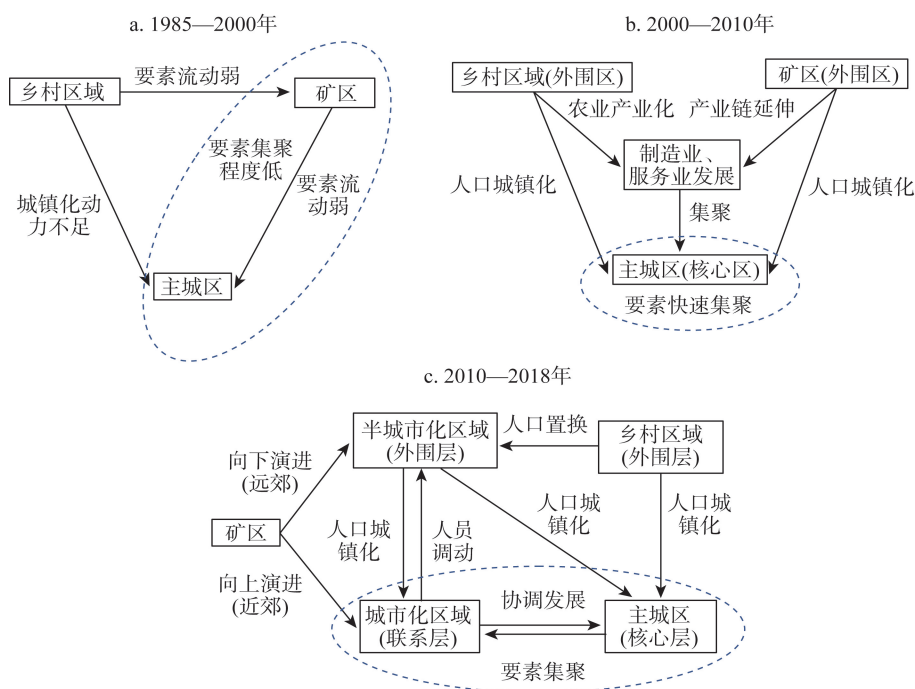 a. 1985—2000年
乡村区域
要素流动弱
矿区
要素集聚
程度低
要素流
动弱
城镇化动
力不足
主城区
b. 2000—2010年
乡村区域(外围区)
矿区(外围区)
农业产业化
产业链延伸
制造业、
服务业发展
人口城镇化
人口城镇化
集聚
主城区(核心区)
要素快速集聚
c. 2010—2018年
半城市化区域
(外围层)
人口置换
乡村区域
(外围层)
向下演进
(远郊)
矿区
人口城
镇化
人员
调动
人口城
镇化
人口城
镇化
向上演进
(近郊)
城市化区域
(联系层)
协调发展
主城区
(核心层)
要素集聚